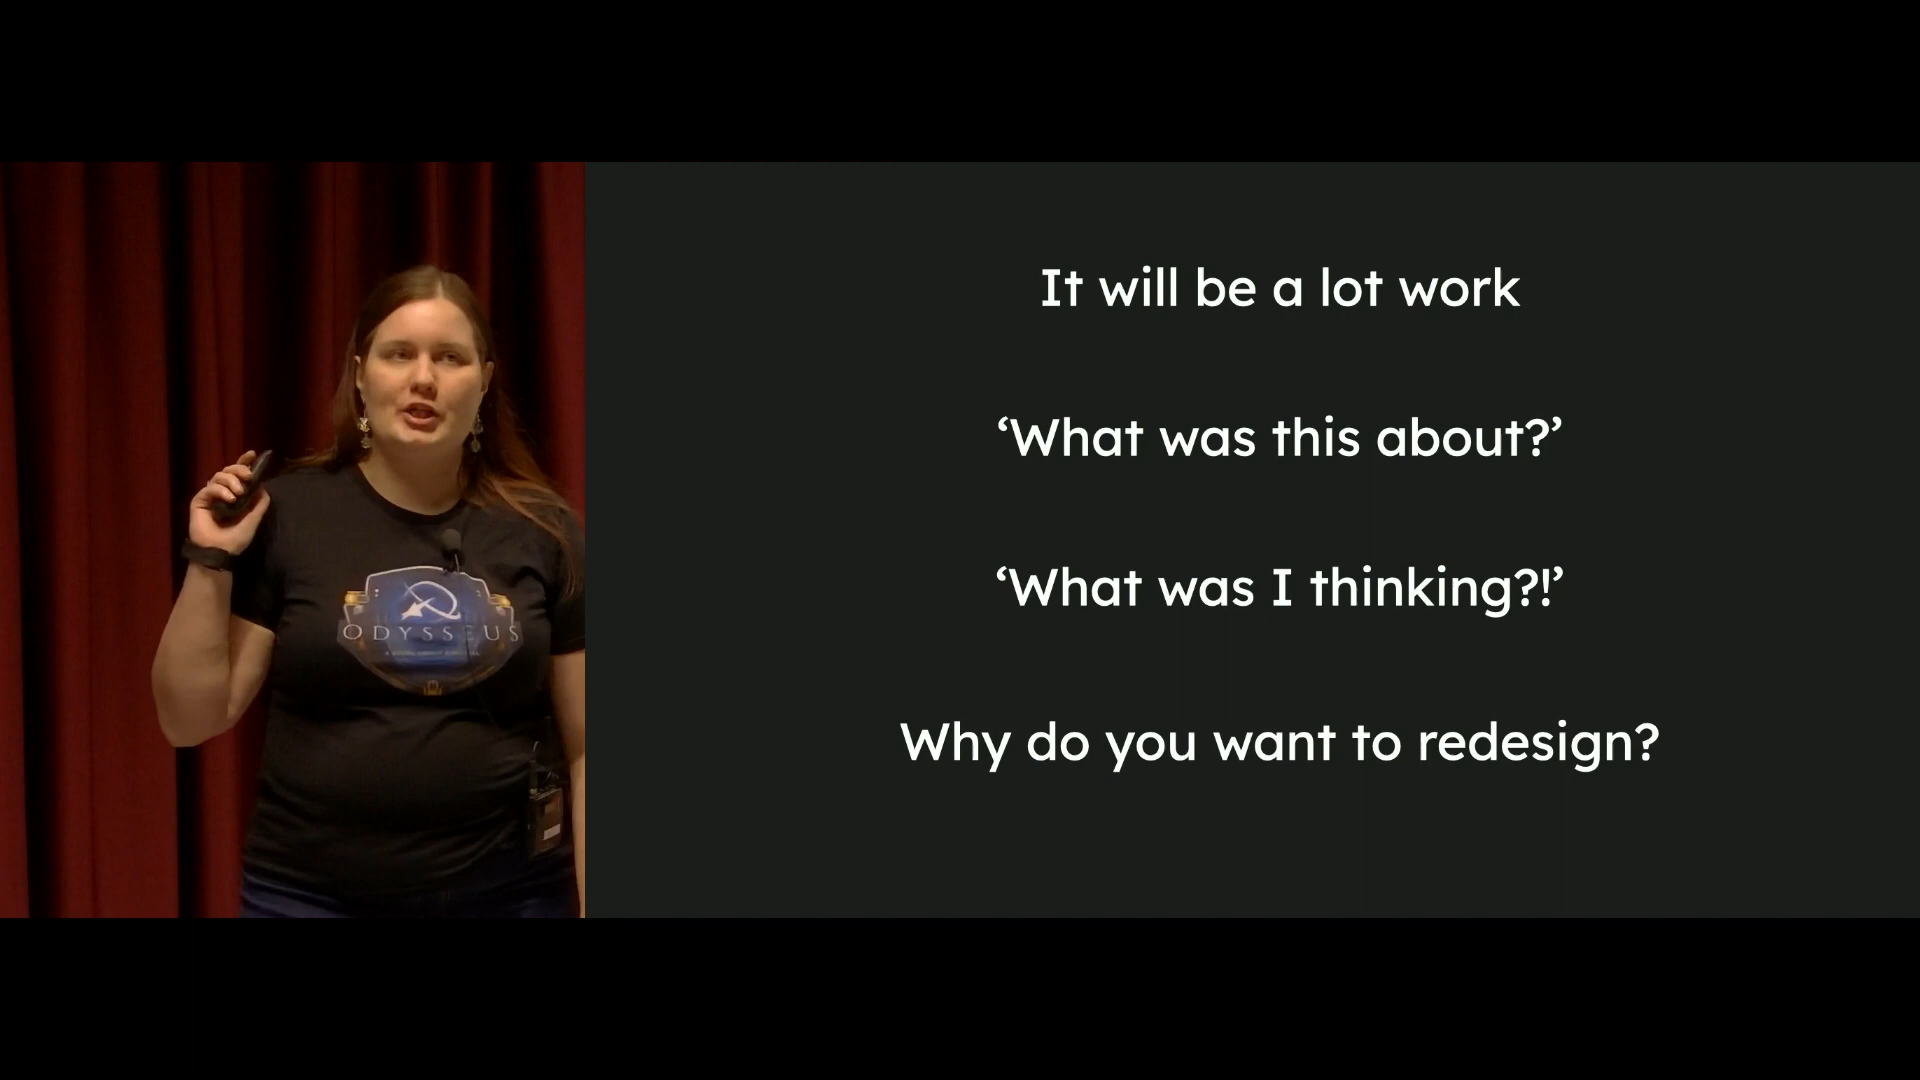 It will be a lot work
‘What was this about?’
‘What was I thinking?!’
Why do you want to redesign?
ODYSSEUS